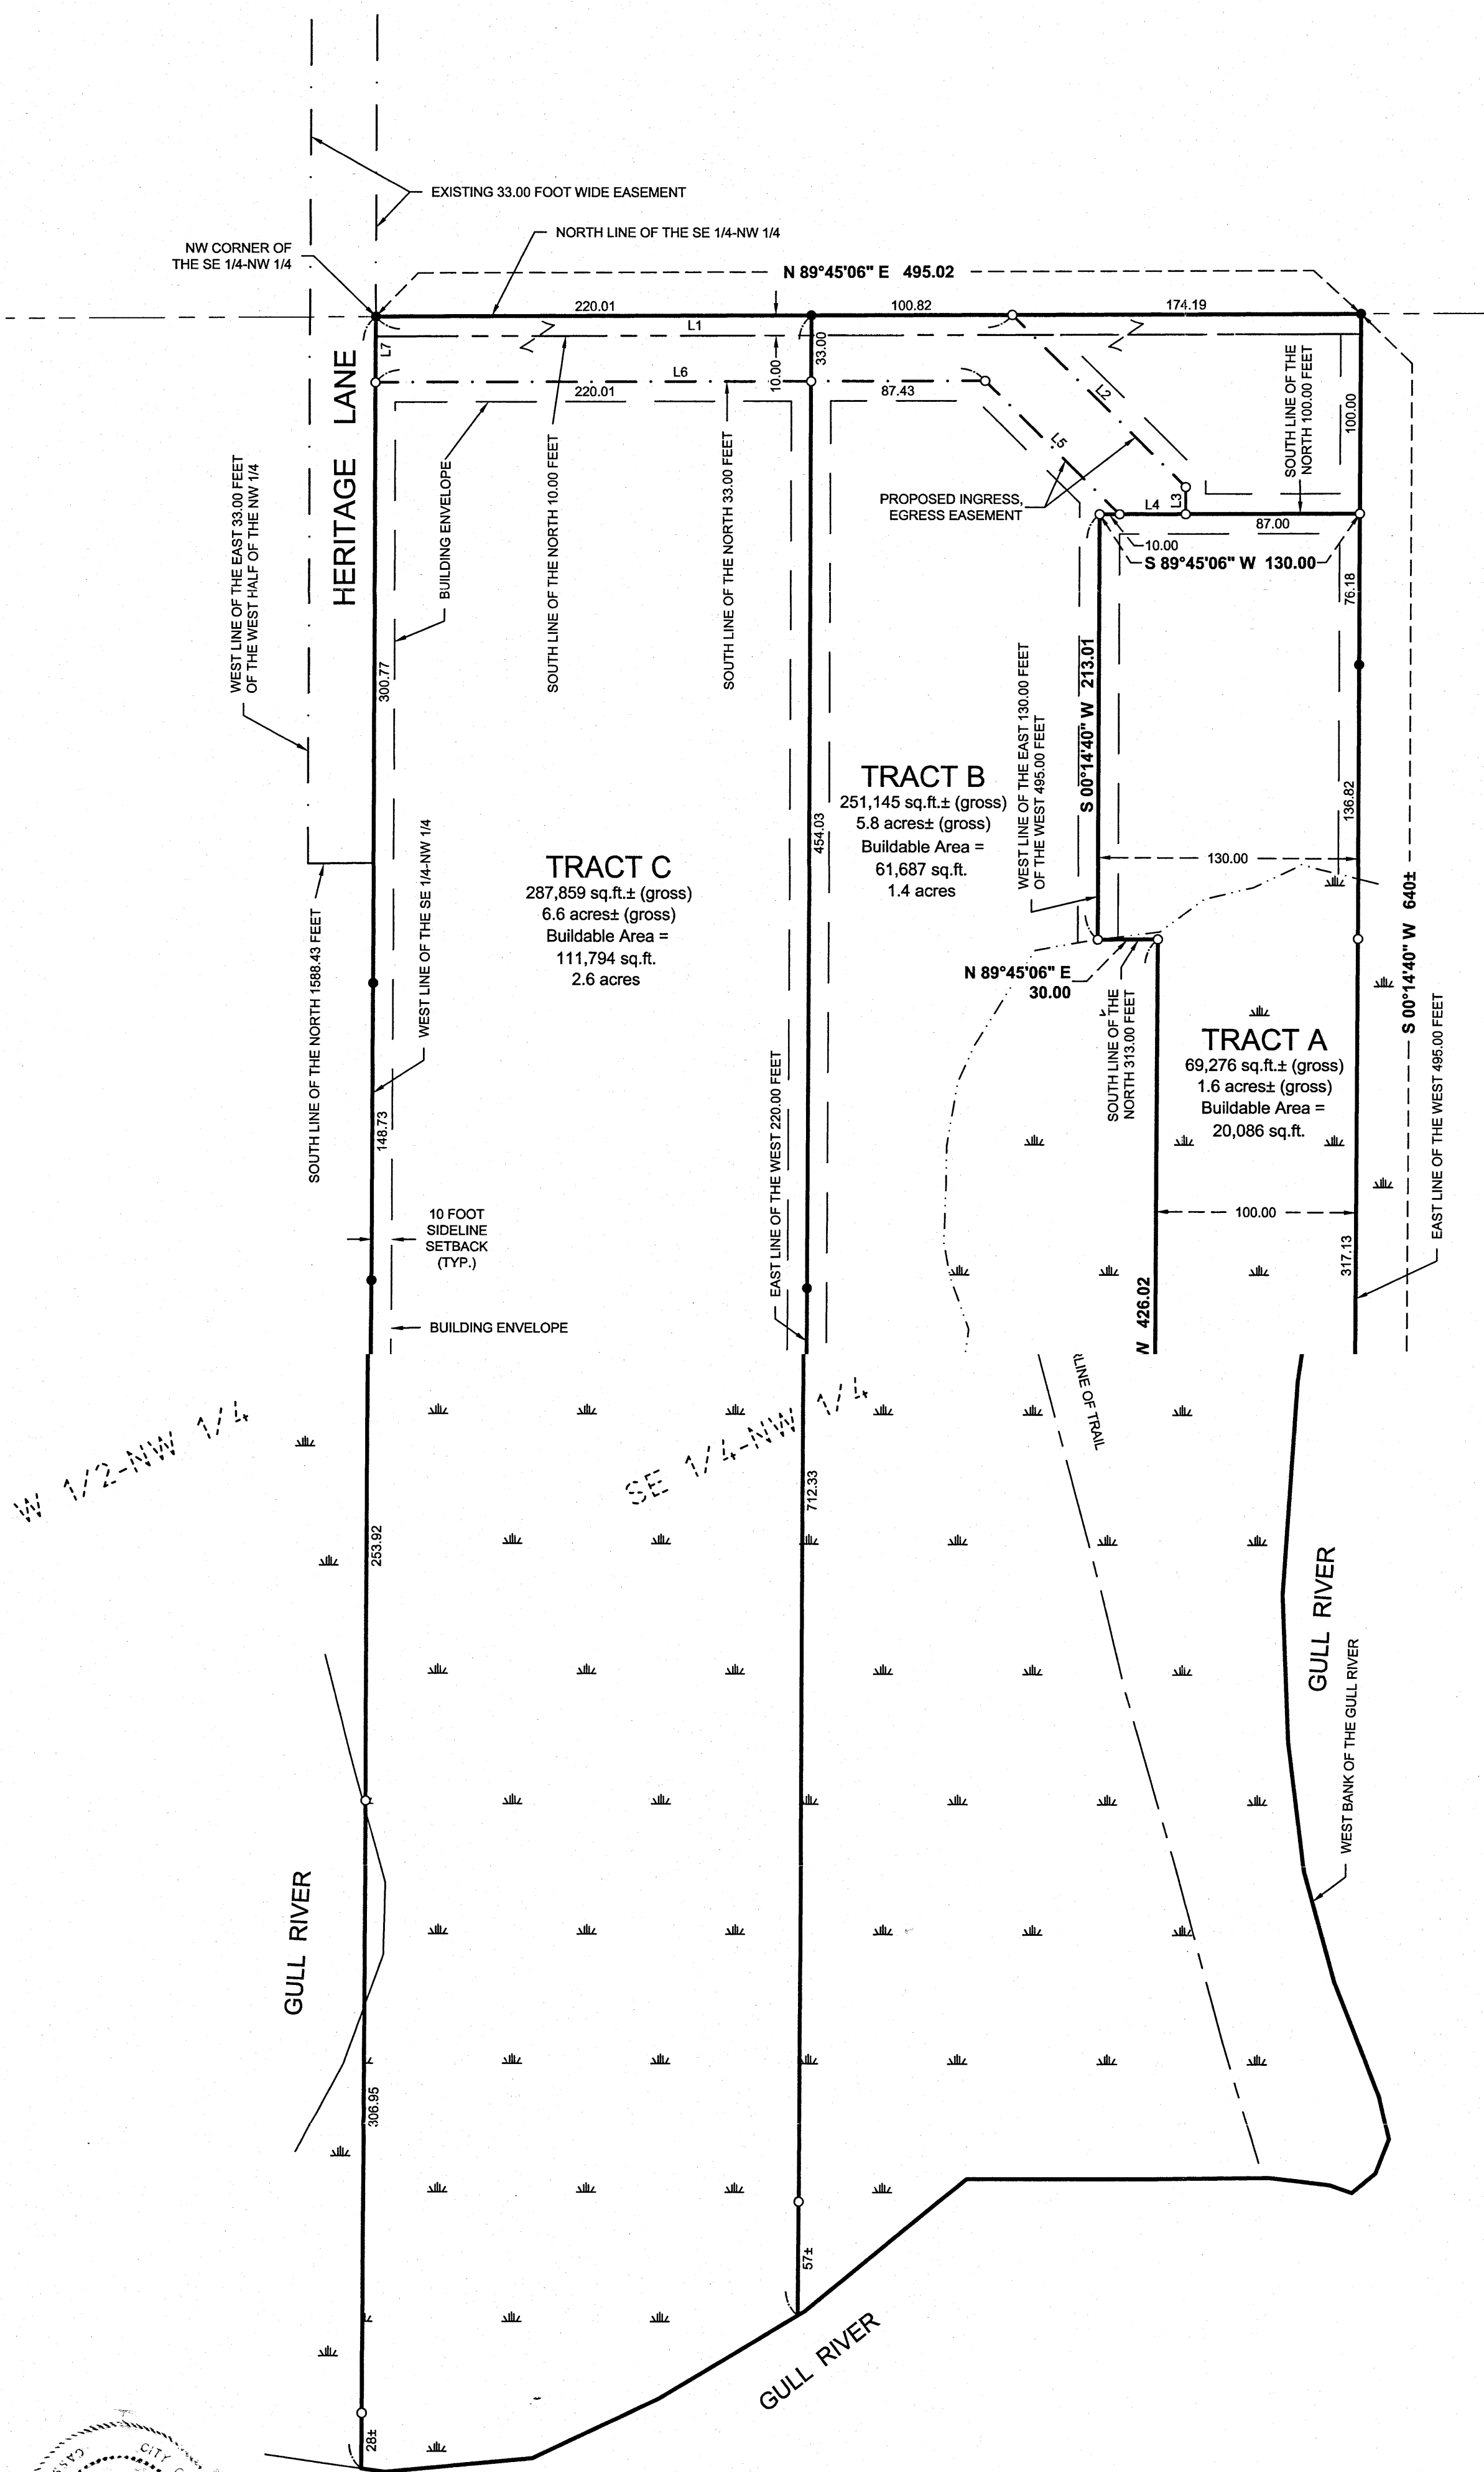 EXISTING 33.00 FOOT WIDE EASEMENT
NORTH LINE OF THE SE 1/4-NW 1/4
NW CORNER OF
THE SE 1/4-NW 1/4
N 89°45'06" E 495.02
220.01
100.82
174.19
L1
L7
33.00
10.00
L6
220.01
87.43
L2
L5
L3
L4
100.00
SOUTH LINE OF THE
NORTH 100.00 FEET
PROPOSED INGRESS,
EGRESS EASEMENT
87.00
10.00
S 89°45'06" W 130.00
76.18
HERITAGE LANE
WEST LINE OF THE EAST 33.00 FEET
OF THE WEST HALF OF THE NW 1/4
BUILDING ENVELOPE
SOUTH LINE OF THE NORTH 10.00 FEET
SOUTH LINE OF THE NORTH 33.00 FEET
300.77
S 00°14'40" W 213.01
WEST LINE OF THE EAST 130.00 FEET
OF THE WEST 495.00 FEET
136.82
130.00
TRACT B
251,145 sq.ft.± (gross)
5.8 acres± (gross)
Buildable Area =
61,687 sq.ft.
1.4 acres
454.03
TRACT C
287,859 sq.ft.± (gross)
6.6 acres± (gross)
Buildable Area =
111,794 sq.ft.
2.6 acres
WEST LINE OF THE SE 1/4-NW 1/4
SOUTH LINE OF THE NORTH 1588.43 FEET
148.73
N 89°45'06" E
30.00
SOUTH LINE OF THE
NORTH 313.00 FEET
TRACT A
69,276 sq.ft.± (gross)
1.6 acres± (gross)
Buildable Area =
20,086 sq.ft.
S 00°14'40" W 640±
EAST LINE OF THE WEST 495.00 FEET
EAST LINE OF THE WEST 220.00 FEET
100.00
317.13
10 FOOT
SIDELINE
SETBACK
(TYP.)
BUILDING ENVELOPE
W 426.02
LINE OF TRAIL
W 1/2-NW 1/4
SE 1/4-NW 1/4
712.33
253.92
GULL RIVER
WEST BANK OF THE GULL RIVER
GULL RIVER
306.95
57±
GULL RIVER
28±
CITY
CASS